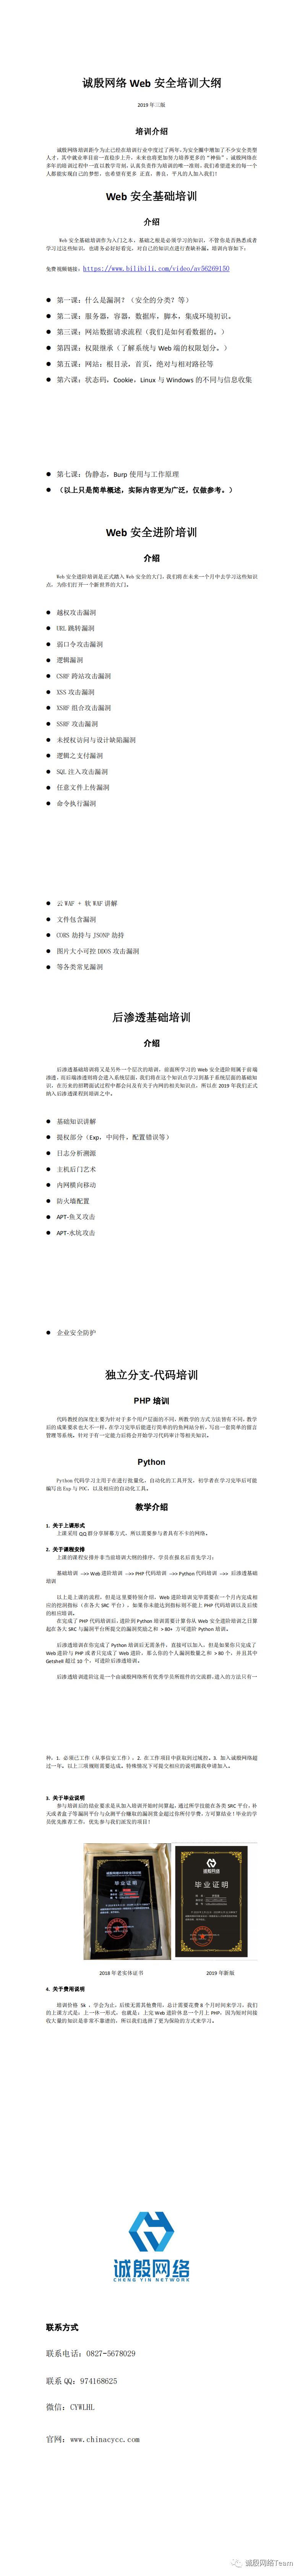 诚殷网络 Web 安全培训大纲
2019 年三版
培训介绍
诚殷网络培训距今为止已经在培训行业中度过了两年,为安全圈中增加了不少安全类型
人才。其中就业率目前一直稳步上升，未来也将更加努力培养更多的“神仙”。诚殷网络在
多年的培训过程中一直以教学为切，认真负责作为培训的唯一准则。我们希望进来的每一个
人都能实现自己的梦想，也希望有更多 正直，善良，平凡的人加入我们！
Web 安全基础培训
介绍
Web 安全基础培训作为入门之本，基础之根是必须学习的知识，不管你是否熟悉或者
学习过这些知识，也请务必好好看完，对自己的知识点进行查缺补漏。培训内容如下：
免费视频链接：https://www.bilibili.com/video/av56269150
● 第一课：什么是漏洞？（安全的分类？等）
● 第二课：服务器，容器，数据库，脚本，集成环境初识。
● 第三课：网站数据请求流程（我们是如何看数据的。）
● 第四课：权限继承（了解系统与 Web 端的权限划分。）
● 第五课：网站：根目录，首页，绝对与相对路径等
● 第六课：状态码，Cookie，Linux 与 Windows 的不同与信息收集
● 第七课：伪静态，Burp 使用与工作原理
● （以上只是简单概述，实际内容更为广泛，仅做参考。）
Web 安全进阶培训
介绍
Web 安全进阶培训是正式踏入 Web 安全的大门，我们将在未来一个月中去学习这些知识
点，为你们打开一个新世界的大门。
● 越权攻击漏洞
● URL 跳转漏洞
● 弱口令攻击漏洞
● 逻辑漏洞
● CSRF 跨站攻击漏洞
● XSS 攻击漏洞
● XSRF 组合攻击漏洞
● SSRF 攻击漏洞
● 未授权访问与设计缺陷漏洞
● 逻辑之支付漏洞
● SQL 注入攻击漏洞
● 任意文件上传漏洞
● 命令执行漏洞
● 云 WAF + 软 WAF 讲解
● 文件包含漏洞
● CORS 劫持与 JSONP 劫持
● 图片大小可控 DDOS 攻击漏洞
● 等各类常见漏洞
后渗透基础培训
介绍
后渗透基础培训将又是另外一个层次的培训，前面所学习的 Web 安全进阶则属于前端
渗透，而后端渗透则将会进入系统层面，我们将在这个知识点学习到基于系统层面的基础知
识，在历来的招聘面试过程中都会问及有关于内网的相关知识点，所以在 2019 年我们正式
纳入后渗透课程到培训之中。
● 基础知识讲解
● 提权部分（Exp，中间件，配置错误等）
● 日志分析溯源
● 主机后门艺术
● 内网横向移动
● 防火墙配置
● APT-鱼叉攻击
● APT-水坑攻击
● 企业安全防护
独立分支-代码培训
PHP 培训
代码教授的深度主要为针对于多个用户层面的不同，所教学的方式方法皆有不同。教学
后的成果要求也大不一样。在学习完毕后能进行简单的钓鱼网站分析、写出一套简单的留言
管理等系统。针对于有一定能力后将会开始学习代码审计等相关知识。
Python
Python 代码学习主用于在进行批量化、自动化的工具开发，初学者在学习完毕后可能
编写出 Exp 与 POC，以及相应的自动化工具。
教学介绍
1. 关于上课形式
上课采用 QQ 群分享屏幕方式，所以需要参与者具有不卡的网络。
2. 关于课程安排
上课的课程安排并非当前培训大纲的排序，学员在报名后首先学习：
基础培训 —>> Web 进阶培训 —>> PHP 代码培训 —>> Python 代码培训 —>> 后渗透基础
培训
以上是上课的流程，但是这里要特别介绍，Web 进阶培训完毕需要在一个月内完成相
应的挖洞指标（在各大 SRC 平台），如果你未能达到指标则不能上 PHP 代码培训以及后续
的相应培训。
在完成了 PHP 代码培训后，进阶到 Python 培训需要计算你从 Web 安全进阶培训之日算
起在各大 SRC 与漏洞平台所提交的漏洞奖励之和 > 80+ 方可进阶 Python 培训。
后渗透培训直在你完成了 Python 培训后无需条件，直接可以加入，但是如果你只完成了
Web 进阶与 PHP 或者只完成了 Web 进阶，那么你的个人漏洞数量之和 > 80 个，并且其中
Getshell 超过 10 个，可进阶后渗透培训。
后渗透培训进阶这是一个由诚殷网络所有优秀学员所组件的交流群，进入的方法只有一
种，1. 必须已工作（从事信安工作），2. 在工作项目中获取到过域控。3. 加入诚殷网络超
过一年。以上三项规则需要达成。特殊情况下可提交相应的说明跟我申请加入。
3. 关于毕业说明
参与培训后的结业要求是从加入培训开始时间算起，通过所学技能在各类 SRC 平台，补
天或者盒子等漏洞平台与众测平台赚取的漏洞赏金超过你所付学费，方可算结业！毕业的学
员优先推荐工作，优先参与我们派发的项目！
毕业证明
诚殷网络
毕业证明
2018 年老实体证书
2019 年新版
4. 关于费用说明
培训价格 5k，学会为止，后续无需其他费用。总计需要花费 8 个月时间来学习。我们
的上课方式是：上一休一形式，也就是：上完 Web 进阶休息一个月上 PHP。因为短时间接
收大量的知识是非常不靠谱的，所以我们选择了更为保险的方式来学习。
诚殷网络
CHENG YIN NETWORK
联系方式
联系电话：0827-5678029
联系 QQ：974168625
微信：CYWLHL
官网：www.chinacycc.com
诚殷网络Team